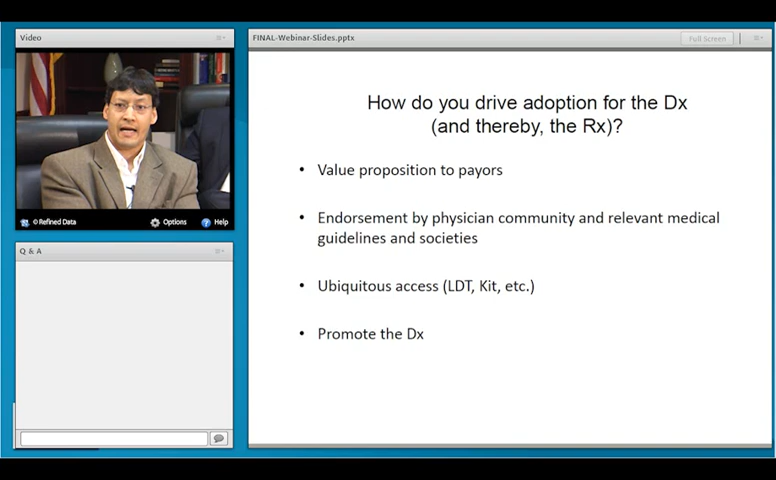 Video
© Refined Data
Options
Help
Q & A
FINAL-Webinar-Slides.pptx
Full Screen
How do you drive adoption for the Dx
(and thereby, the Rx)?
• Value proposition to payors
• Endorsement by physician community and relevant medical
guidelines and societies
• Ubiquitous access (LDT, Kit, etc.)
• Promote the Dx